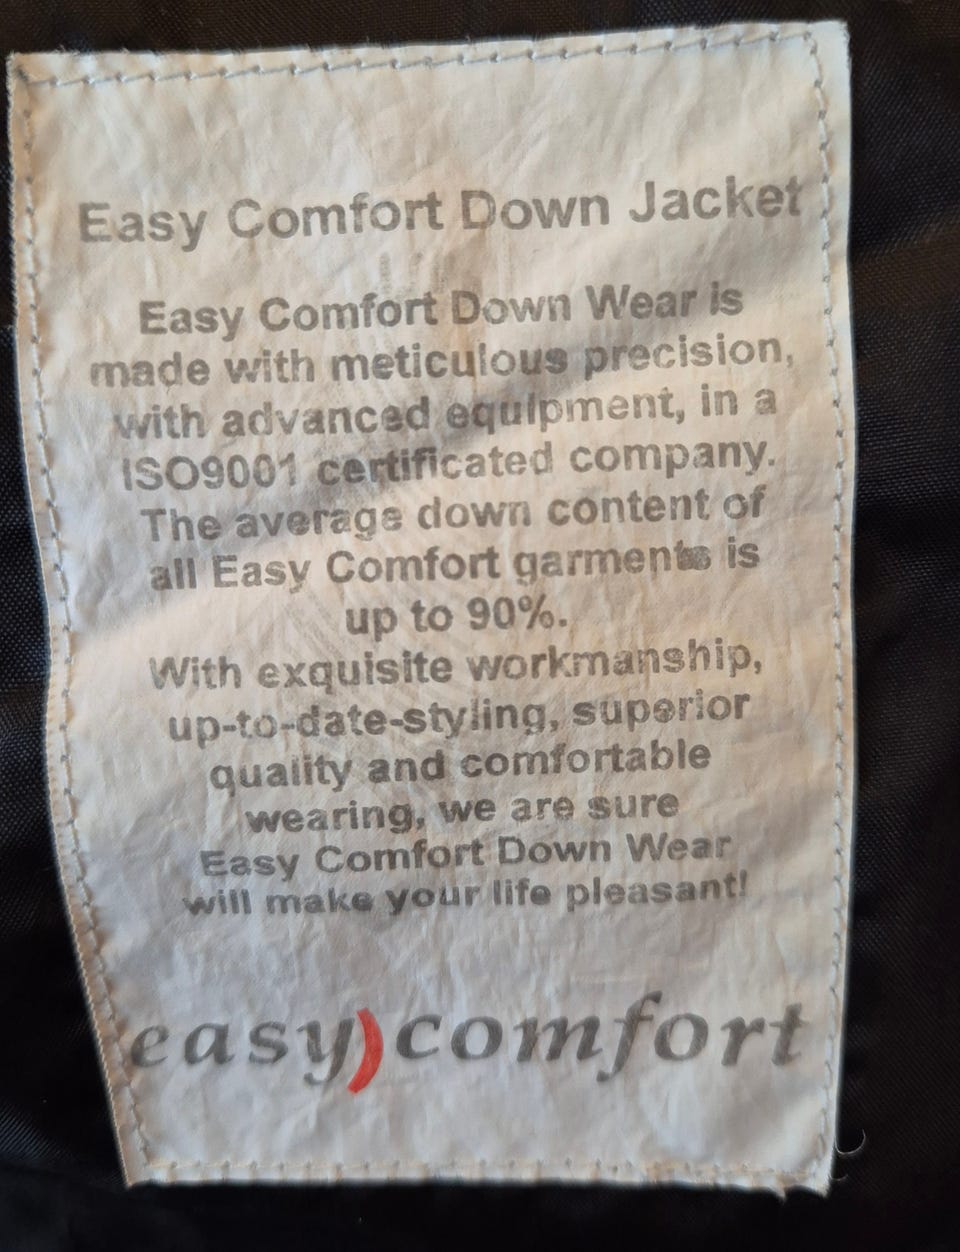 Easy Comfort Down Jacket
Easy Comfort Down Wear is
made with meticulous precision,
with advanced equipment, in a
ISO9001 certificated company.
The average down content of
all Easy Comfort garments is
up to 90%.
With exquisite workmanship,
up-to-date-styling, superior
quality and comfortable
wearing, we are sure
Easy Comfort Down Wear
will make your life pleasant!
easy)comfort